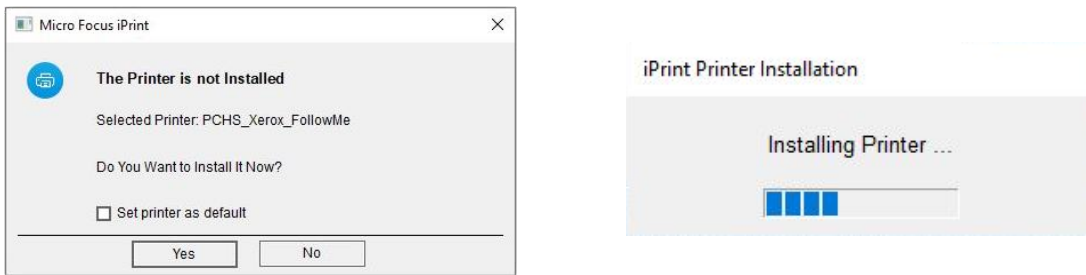 Micro Focus iPrint
The Printer is not Installed
Selected Printer: PCHS_Xerox_FollowMe
Do You Want to Install It Now?
Set printer as default
Yes
No
iPrint Printer Installation
Installing Printer ...